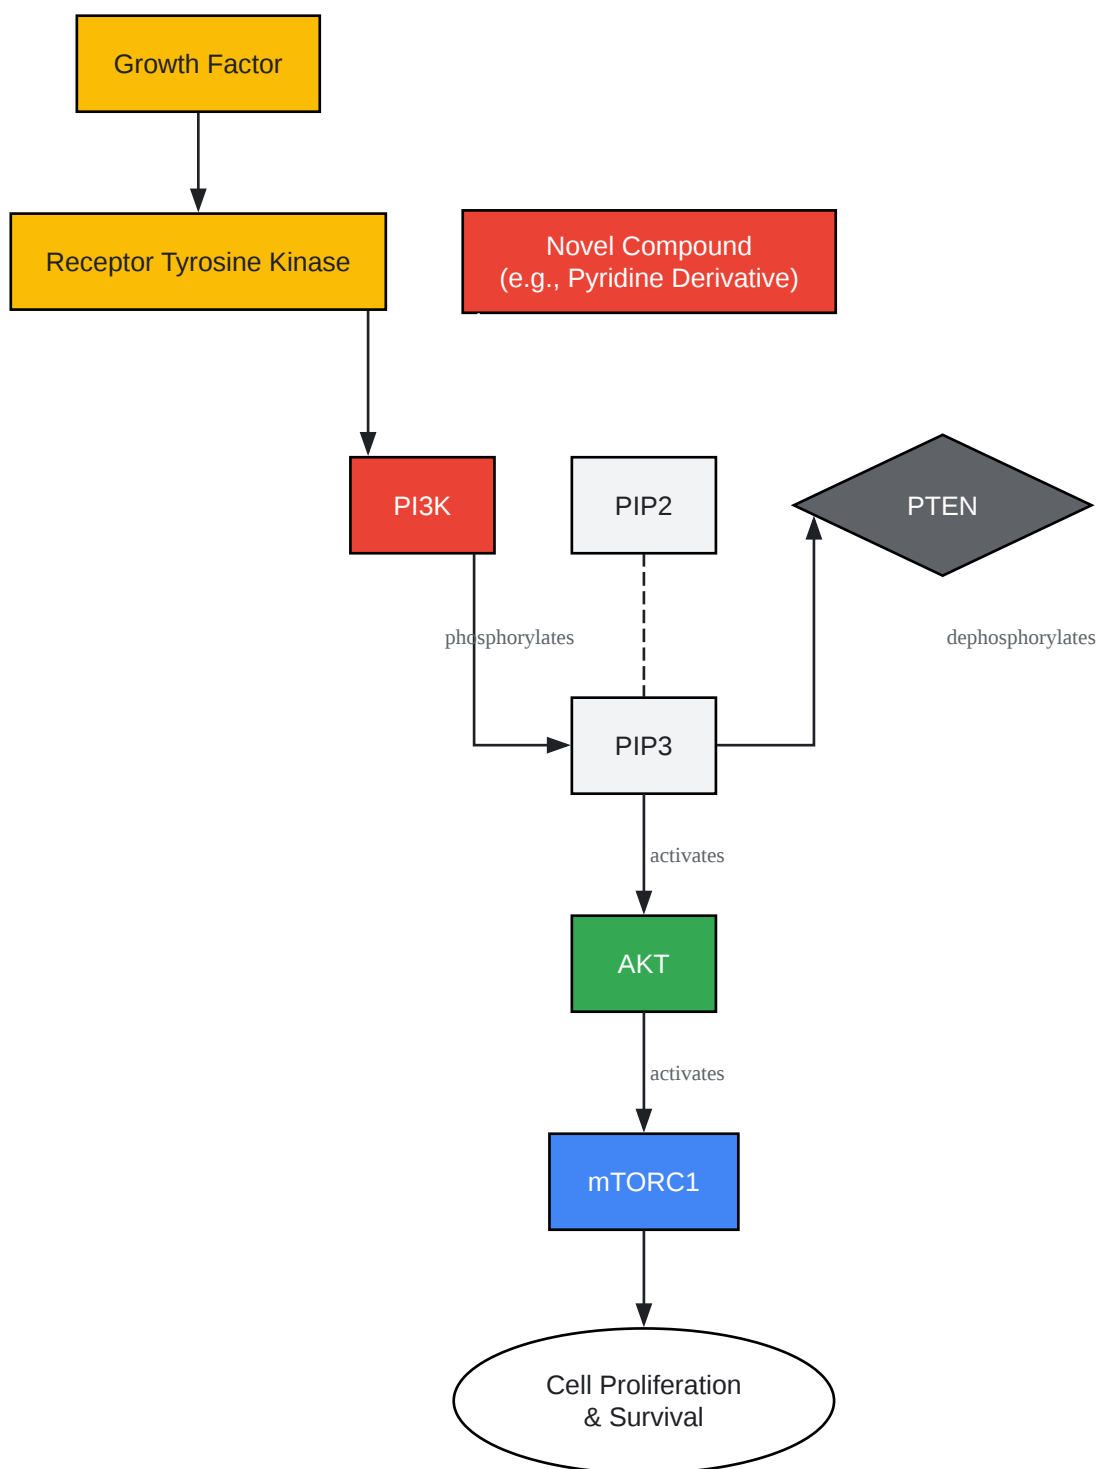 Growth Factor
Receptor Tyrosine Kinase
Novel Compound
(e.g., Pyridine Derivative)
PI3K
PIP2
PTEN
phosphorylates
dephosphorylates
PIP3
activates
AKT
activates
mTORC1
Cell Proliferation
& Survival